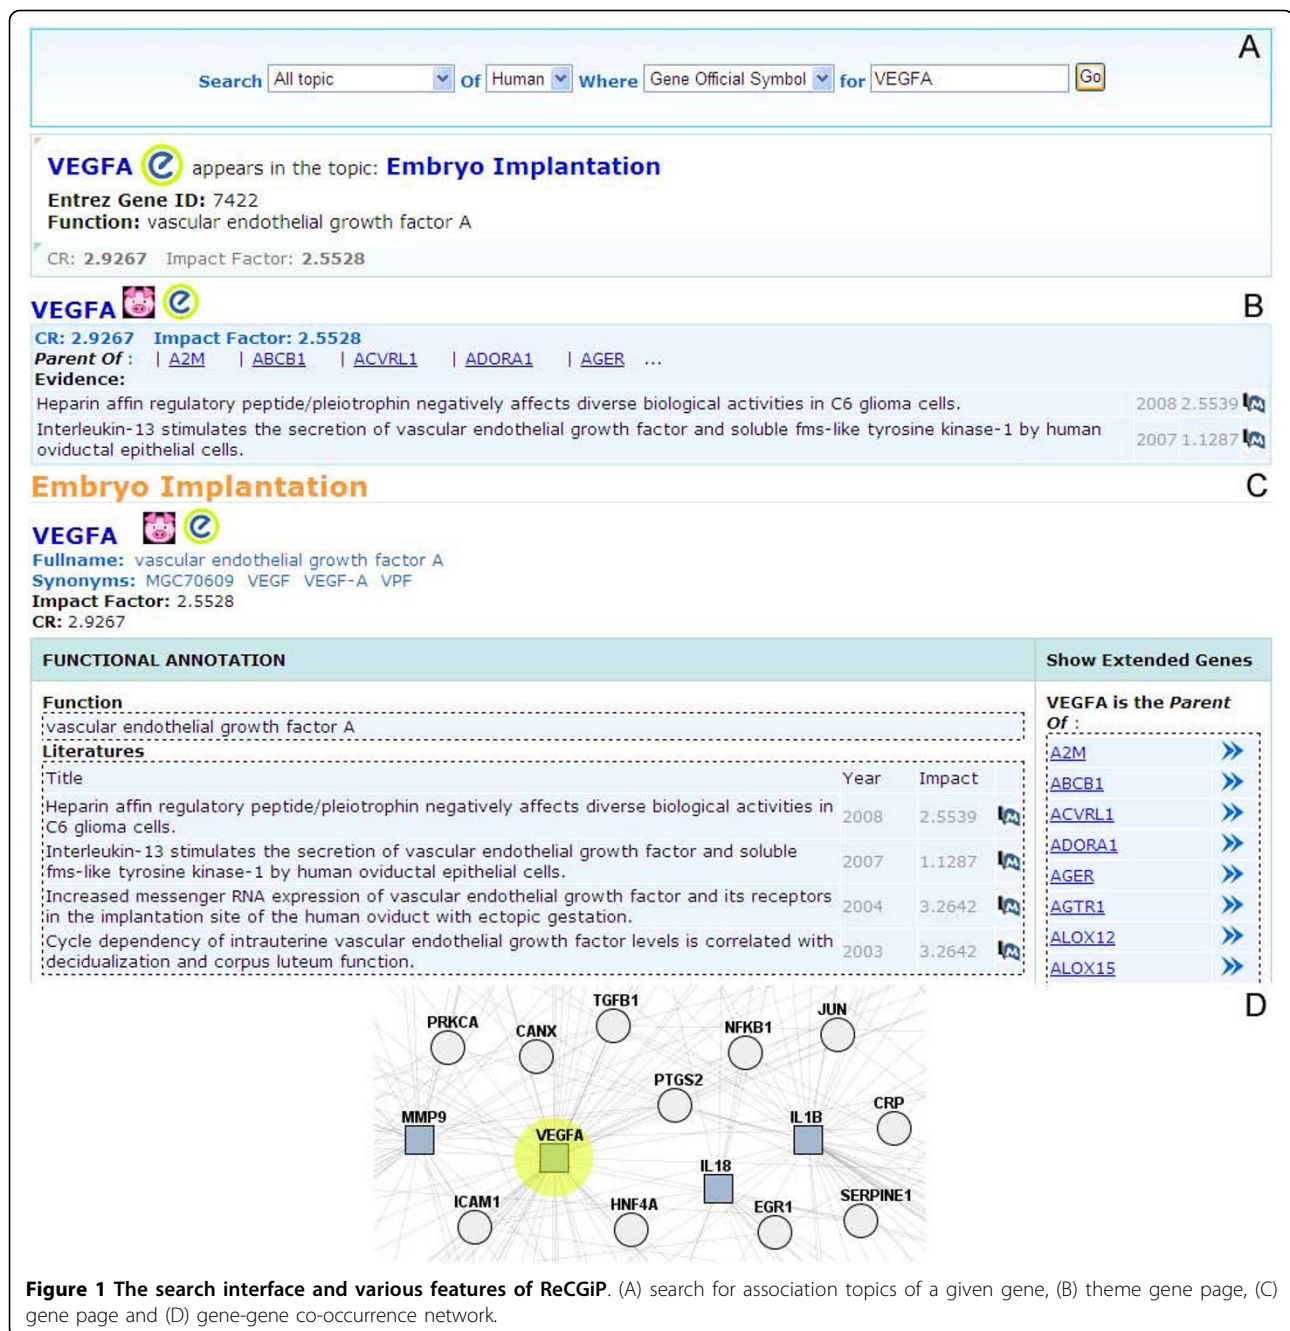 A
Search All topic Of Human Where Gene Official Symbol for VEGFA Go
VEGFA e appears in the topic: Embryo Implantation
Entrez Gene ID: 7422
Function: vascular endothelial growth factor A
CR: 2.9267 Impact Factor: 2.5528
VEGFA e B
CR: 2.9267 Impact Factor: 2.5528
Parent Of : | A2M | ABCB1 | ACVRL1 | ADORA1 | AGER ...
Evidence:
Heparin affin regulatory peptide/pleiotrophin negatively affects diverse biological activities in C6 glioma cells. 2008 2.5539
Interleukin-13 stimulates the secretion of vascular endothelial growth factor and soluble fms-like tyrosine kinase-1 by human
oviductal epithelial cells. 2007 1.1287
Embryo Implantation C
VEGFA e
Fullname: vascular endothelial growth factor A
Synonyms: MGC70609 VEGF VEGF-A VPF
Impact Factor: 2.5528
CR: 2.9267
FUNCTIONAL ANNOTATION
Function
vascular endothelial growth factor A
Literatures
Title Year Impact
Heparin affin regulatory peptide/pleiotrophin negatively affects diverse biological activities in
C6 glioma cells. 2008 2.5539
Interleukin-13 stimulates the secretion of vascular endothelial growth factor and soluble
fms-like tyrosine kinase-1 by human oviductal epithelial cells. 2007 1.1287
Increased messenger RNA expression of vascular endothelial growth factor and its receptors
in the implantation site of the human oviduct with ectopic gestation. 2004 3.2642
Cycle dependency of intrauterine vascular endothelial growth factor levels is correlated with
decidualization and corpus luteum function. 2003 3.2642
Show Extended Genes
VEGFA is the Parent
Of :
A2M
ABCB1
ACVRL1
ADORA1
AGER
AGTR1
ALOX12
ALOX15
D
TGFB1
PRKCA
CANX
NFKB1
JUN
PTGS2
CRP
MMP9
VEGFA
IL1B
IL18
ICAM1
HNF4A
EGR1
SERPINE1
Figure 1 The search interface and various features of ReCGiP. (A) search for association topics of a given gene, (B) theme gene page, (C)
gene page and (D) gene-gene co-occurrence network.